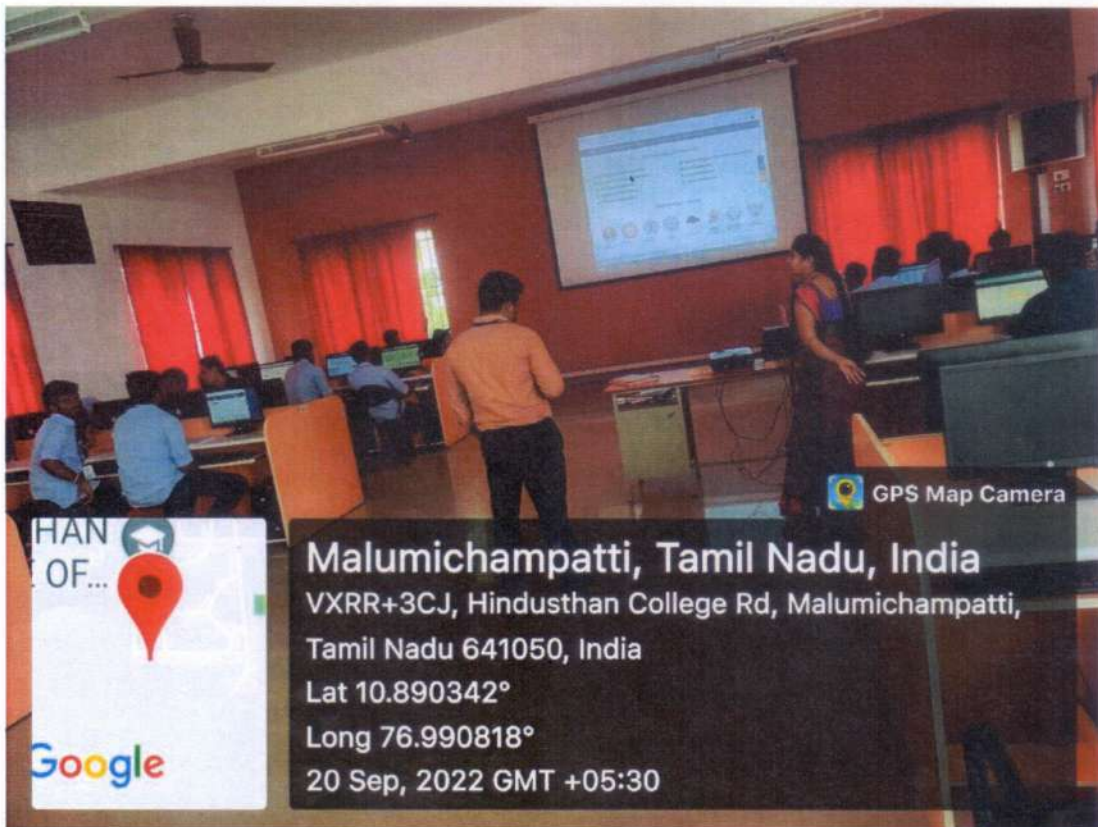 GPS Map Camera
HAN
OF...
Google
Malumichampatti, Tamil Nadu, India
VXRR+3CJ, Hindusthan College Rd, Malumichampatti,
Tamil Nadu 641050, India
Lat 10.890342°
Long 76.990818°
20 Sep, 2022 GMT +05:30